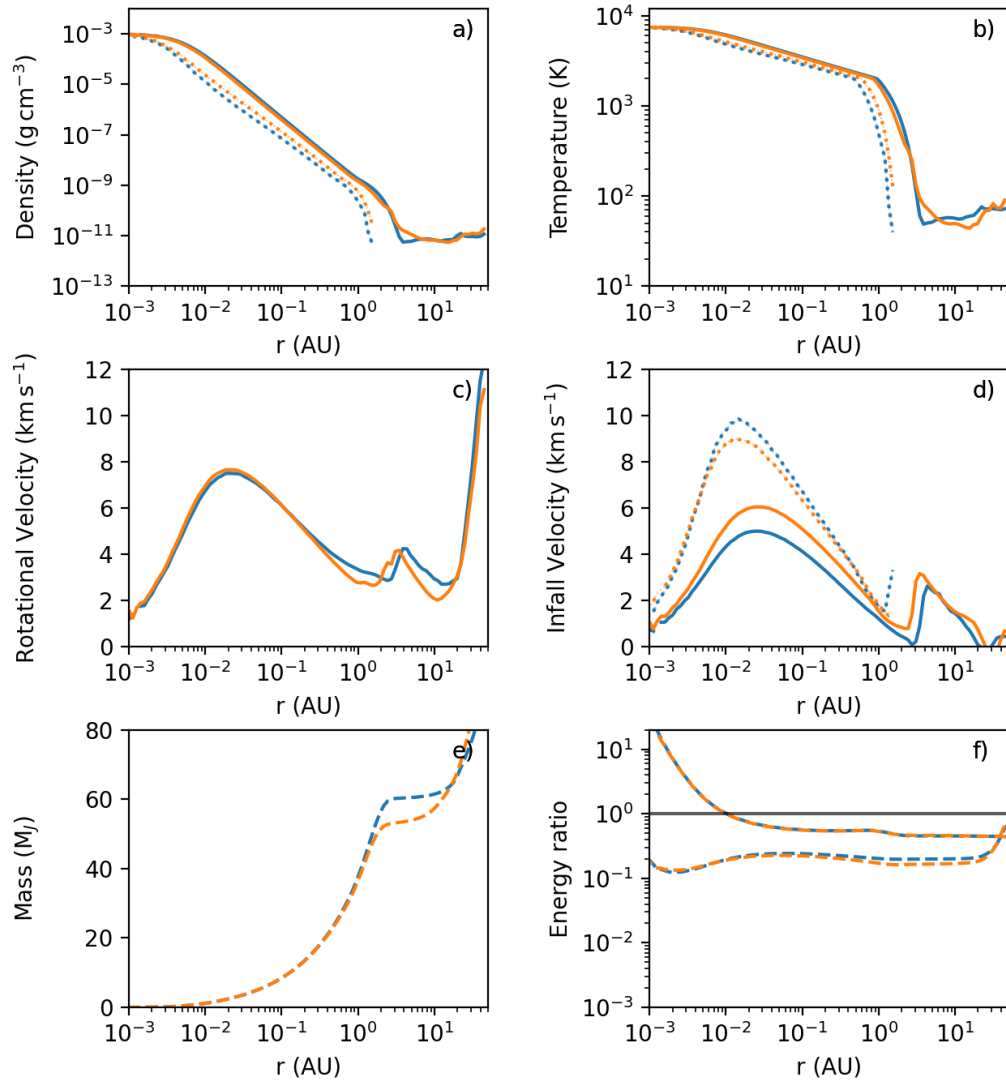 a)
Density (g cm⁻³)
10⁻³
10⁻⁵
10⁻⁷
10⁻⁹
10⁻¹¹
10⁻¹³
10⁻³ 10⁻² 10⁻¹ 10⁰ 10¹
r (AU)
b)
Temperature (K)
10⁴
10³
10²
10¹
10⁻³ 10⁻² 10⁻¹ 10⁰ 10¹
r (AU)
c)
Rotational Velocity (km s⁻¹)
12
10
8
6
4
2
0
10⁻³ 10⁻² 10⁻¹ 10⁰ 10¹
r (AU)
d)
Infall Velocity (km s⁻¹)
12
10
8
6
4
2
0
10⁻³ 10⁻² 10⁻¹ 10⁰ 10¹
r (AU)
e)
Mass (M_J)
80
60
40
20
0
10⁻³ 10⁻² 10⁻¹ 10⁰ 10¹
r (AU)
f)
Energy ratio
10¹
10⁰
10⁻¹
10⁻²
10⁻³
10⁻³ 10⁻² 10⁻¹ 10⁰ 10¹
r (AU)